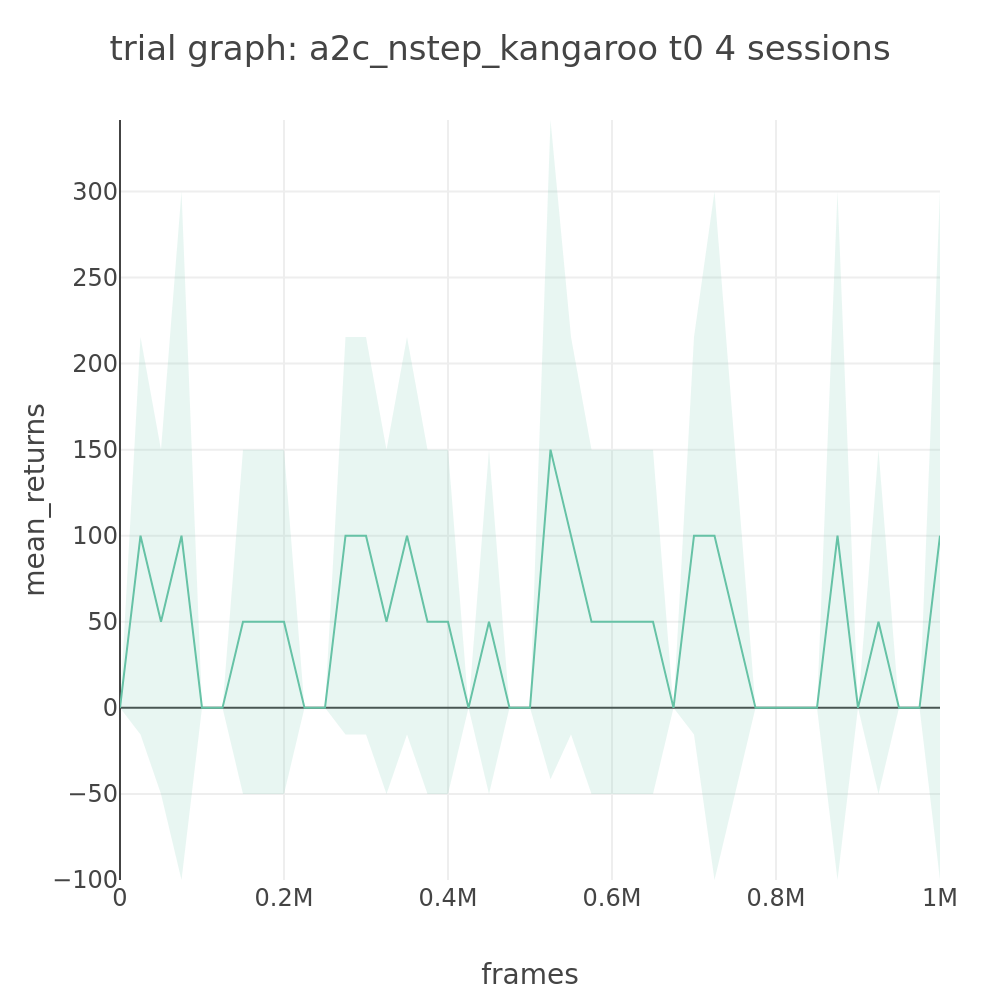 trial graph: a2c_nstep_kangaroo t0 4 sessions
300
250
200
150
100
50
0
−50
−100
mean_returns
0
0.2M
0.4M
0.6M
0.8M
1M
frames